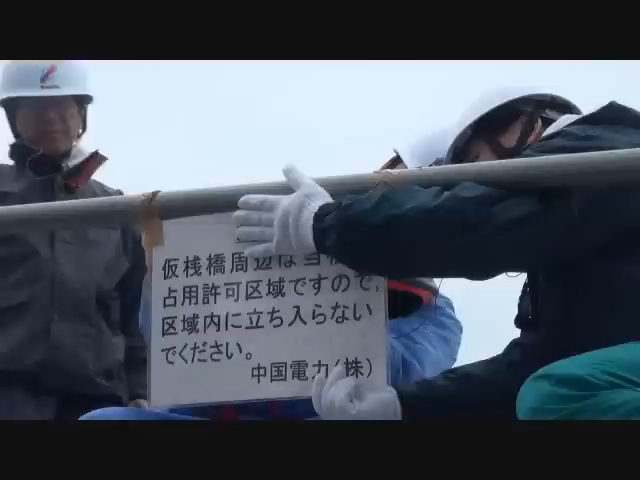 仮桟橋周辺は当
占用許可区域ですので、
区域内に立ち入らない
でください。
中国電力(株)